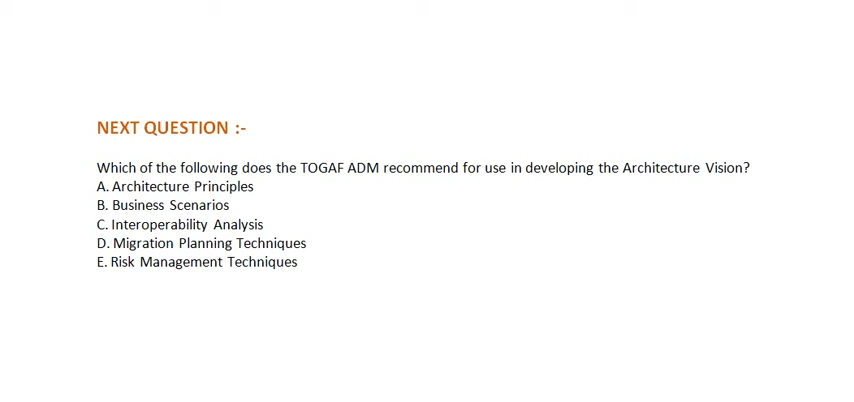 NEXT QUESTION :-
Which of the following does the TOGAF ADM recommend for use in developing the Architecture Vision?
A. Architecture Principles
B. Business Scenarios
C. Interoperability Analysis
D. Migration Planning Techniques
E. Risk Management Techniques